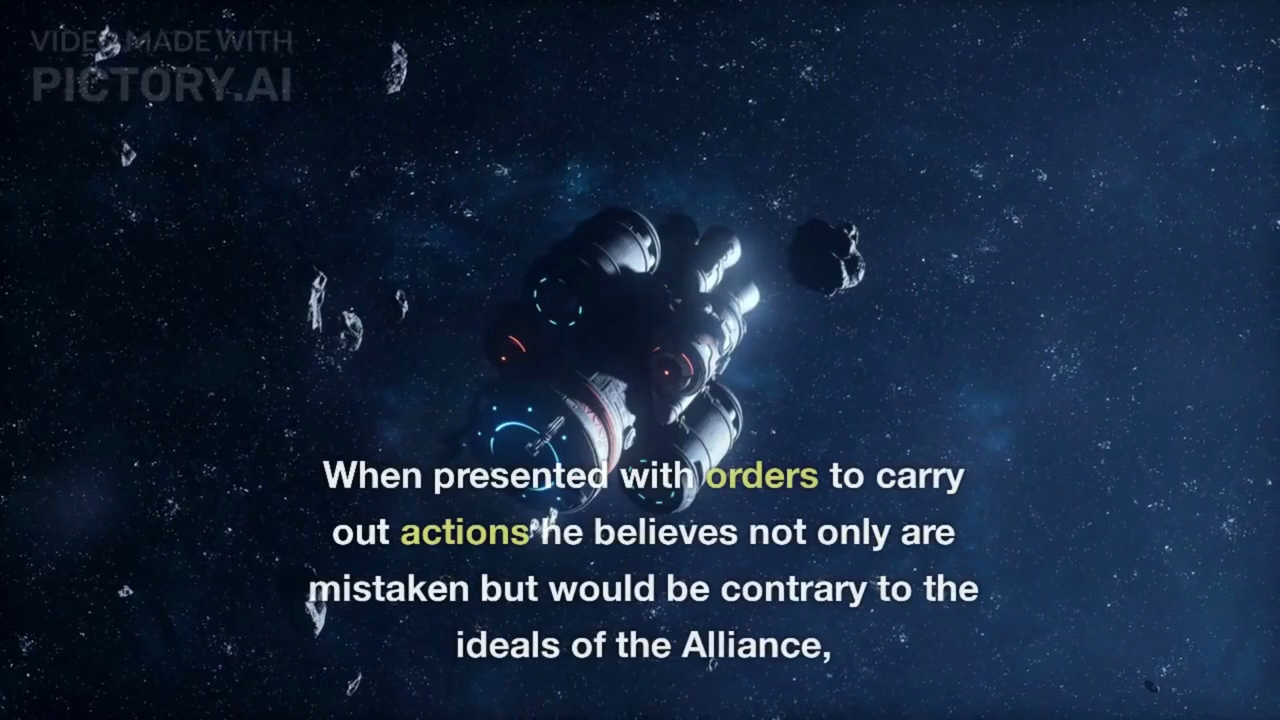 VIDEO MADE WITH
PICTORY.AI
When presented with orders to carry
out actions he believes not only are
mistaken but would be contrary to the
ideals of the Alliance,